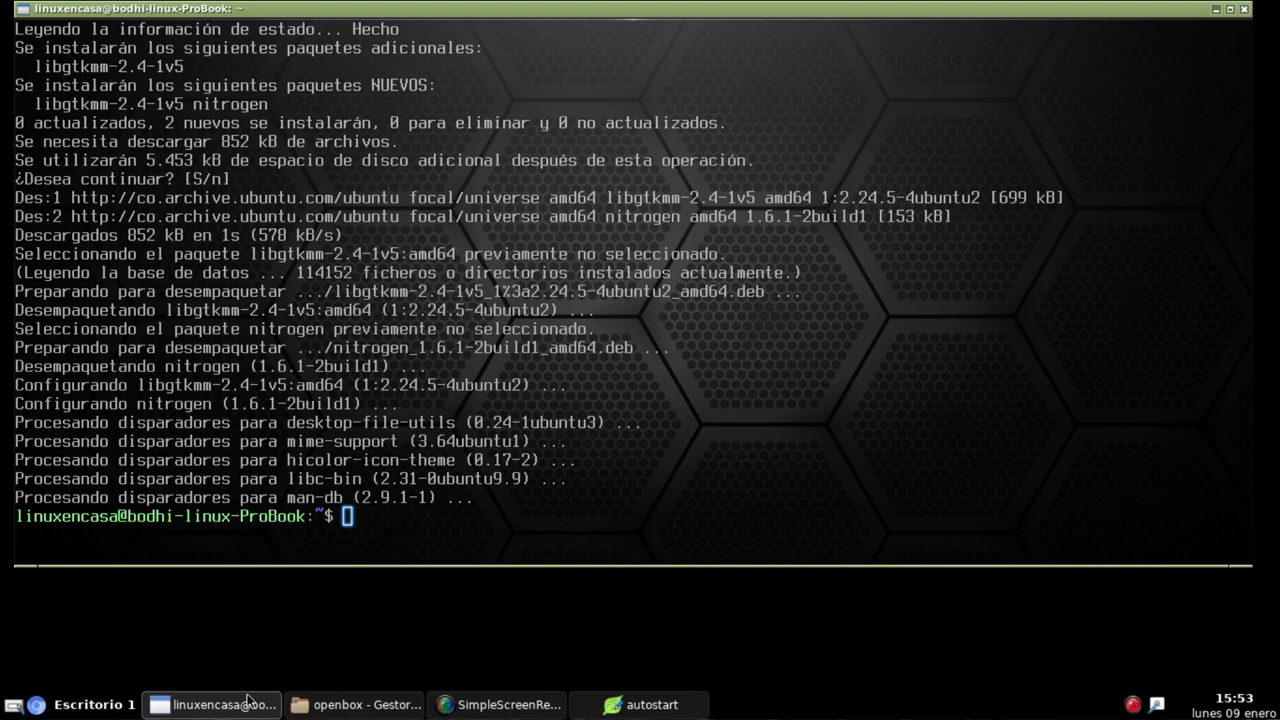 linuxencasa@bodhi-linux-ProBook: ~
Leyendo la información de estado... Hecho
Se instalarán los siguientes paquetes adicionales:
  libgtkmm-2.4-1v5
Se instalarán los siguientes paquetes NUEVOS:
  libgtkmm-2.4-1v5 nitrogen
0 actualizados, 2 nuevos se instalarán, 0 para eliminar y 0 no actualizados.
Se necesita descargar 852 kB de archivos.
Se utilizarán 5.453 kB de espacio de disco adicional después de esta operación.
¿Desea continuar? [S/n]
Des:1 http://co.archive.ubuntu.com/ubuntu focal/universe amd64 libgtkmm-2.4-1v5 amd64 1:2.24.5-4ubuntu2 [699 kB]
Des:2 http://co.archive.ubuntu.com/ubuntu focal/universe amd64 nitrogen amd64 1.6.1-2build1 [153 kB]
Descargados 852 kB en 1s (578 kB/s)
Seleccionando el paquete libgtkmm-2.4-1v5:amd64 previamente no seleccionado.
(Leyendo la base de datos ... 114152 ficheros o directorios instalados actualmente.)
Preparando para desempaquetar .../libgtkmm-2.4-1v5_1%3a2.24.5-4ubuntu2_amd64.deb ...
Desempaquetando libgtkmm-2.4-1v5:amd64 (1:2.24.5-4ubuntu2) ...
Seleccionando el paquete nitrogen previamente no seleccionado.
Preparando para desempaquetar .../nitrogen_1.6.1-2build1_amd64.deb ...
Desempaquetando nitrogen (1.6.1-2build1) ...
Configurando libgtkmm-2.4-1v5:amd64 (1:2.24.5-4ubuntu2) ...
Configurando nitrogen (1.6.1-2build1) ...
Procesando disparadores para desktop-file-utils (0.24-1ubuntu3) ...
Procesando disparadores para mime-support (3.64ubuntu1) ...
Procesando disparadores para hicolor-icon-theme (0.17-2) ...
Procesando disparadores para libc-bin (2.31-0ubuntu9.9) ...
Procesando disparadores para man-db (2.9.1-1) ...
linuxencasa@bodhi-linux-ProBook:~$
Escritorio 1 linuxencasa@bo... openbox - Gestor... SimpleScreenRe... autostart 15:53
lunes 09 enero